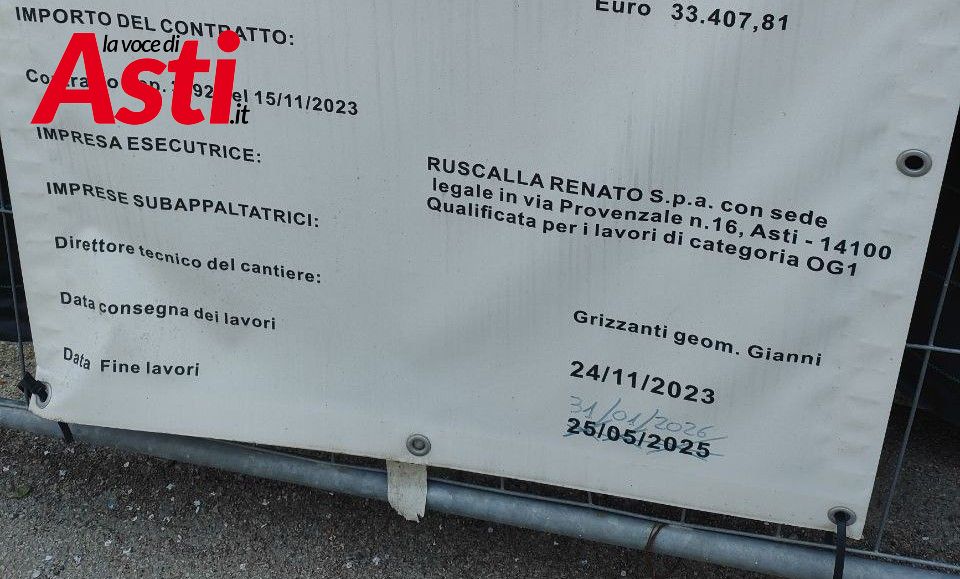 IMPORTO DEL CONTRATTO:
Euro 33.407,81
la voce di
Asti.it
del 15/11/2023
IMPRESA ESECUTRICE:
RUSCALLA RENATO S.p.a. con sede
legale in via Provenzale n.16, Asti - 14100
Qualificata per i lavori di categoria OG1
IMPRESE SUBAPPALTATRICI:
Direttore tecnico del cantiere:
Grizzanti geom. Gianni
Data consegna dei lavori
24/11/2023
Data Fine lavori
31/01/2026
25/05/2025